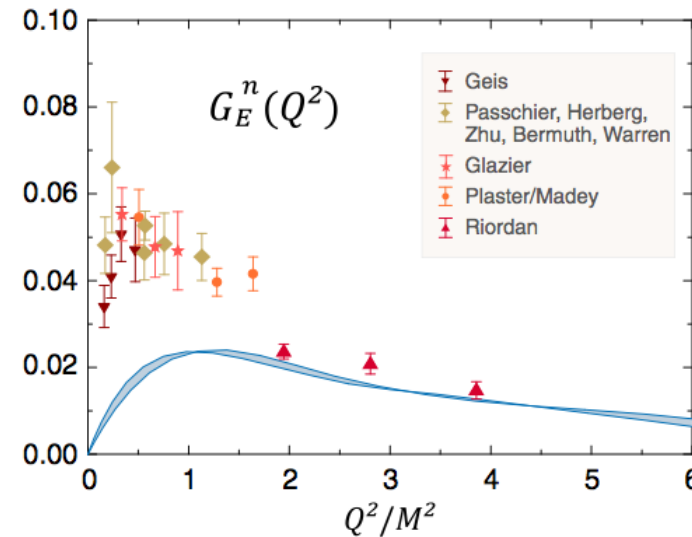 0.10
0.08
0.06
0.04
0.02
0.00
G_E^n(Q^2)
Geis
Passchier, Herberg,
Zhu, Bermuth, Warren
Glazier
Plaster/Madey
Riordan
0 1 2 3 4 5 6
Q^2/M^2